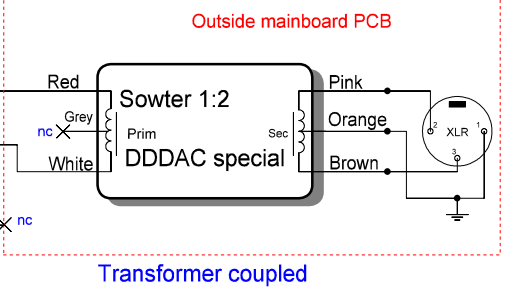 Outside mainboard PCB
Red
Pink
Sowter 1:2
Grey
nc
Prim
Sec
Orange
2
XLR
1
White
DDDAC special
Brown
3
nc
Transformer coupled